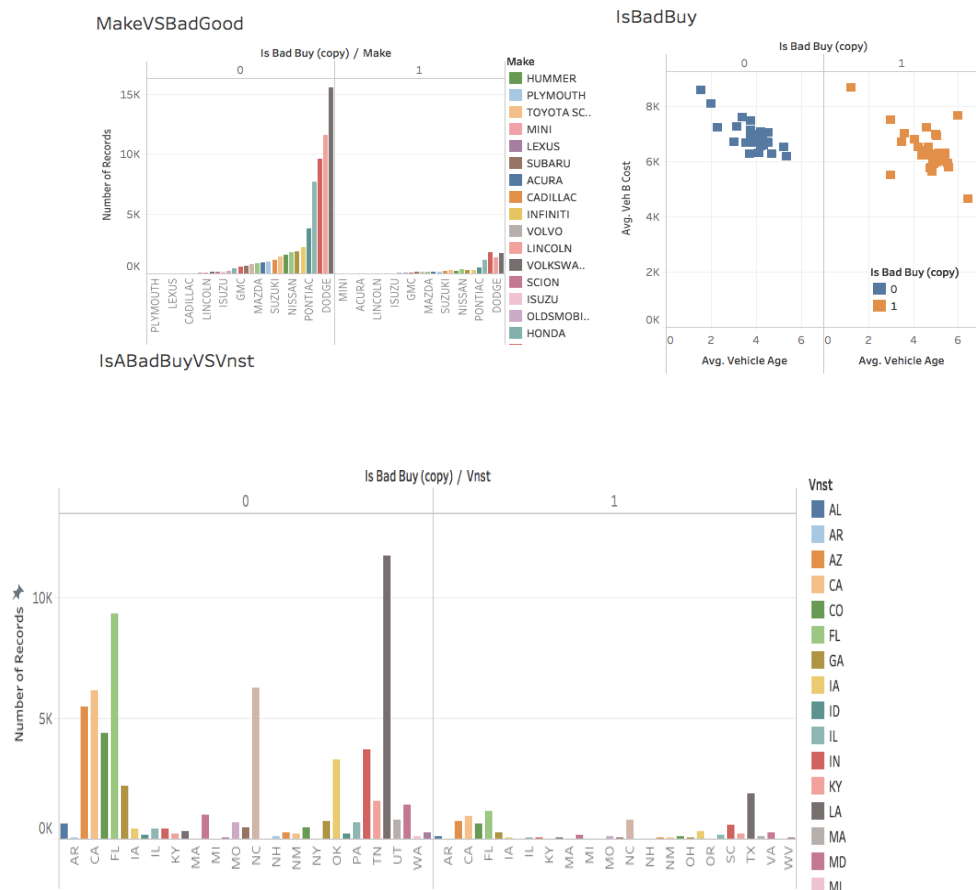 MakeVSBadGood
Is Bad Buy (copy) / Make
0
1
Number of Records
15K
10K
5K
0K
PLYMOUTH
LEXUS
CADILLAC
LINCOLN
ISUZU
GMC
MAZDA
SUZUKI
NISSAN
PONTIAC
DODGE
MINI
ACURA
LINCOLN
ISUZU
GMC
MAZDA
SUZUKI
NISSAN
PONTIAC
DODGE
Make
HUMMER
PLYMOUTH
TOYOTA SC..
MINI
LEXUS
SUBARU
ACURA
CADILLAC
INFINITI
VOLVO
LINCOLN
VOLKSWA..
SCION
ISUZU
OLDSMOBI..
HONDA
IsBadBuy
Is Bad Buy (copy)
0
1
Avg. Veh B Cost
8K
6K
4K
2K
0K
0 2 4 6
0 2 4 6
Avg. Vehicle Age
Avg. Vehicle Age
Is Bad Buy (copy)
0
1
IsABadBuyVSVnst
Is Bad Buy (copy) / Vnst
0
1
Number of Records
10K
5K
0K
AR
CA
FL
IA
IL
KY
MA
MI
MO
NC
NH
NM
NY
OK
PA
TN
UT
WA
AR
CA
FL
IA
IL
KY
MA
MI
MO
NC
NH
NM
OH
OR
SC
TX
VA
WV
Vnst
AL
AR
AZ
CA
CO
FL
GA
IA
ID
IL
IN
KY
LA
MA
MD
MI